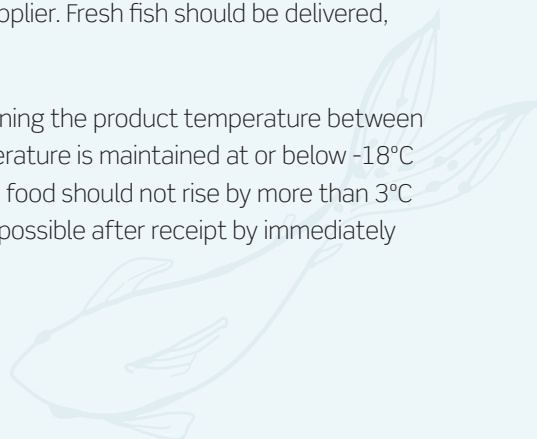 pplier. Fresh fish should be delivered,
ning the product temperature between
erature is maintained at or below -18°C
food should not rise by more than 3°C
possible after receipt by immediately